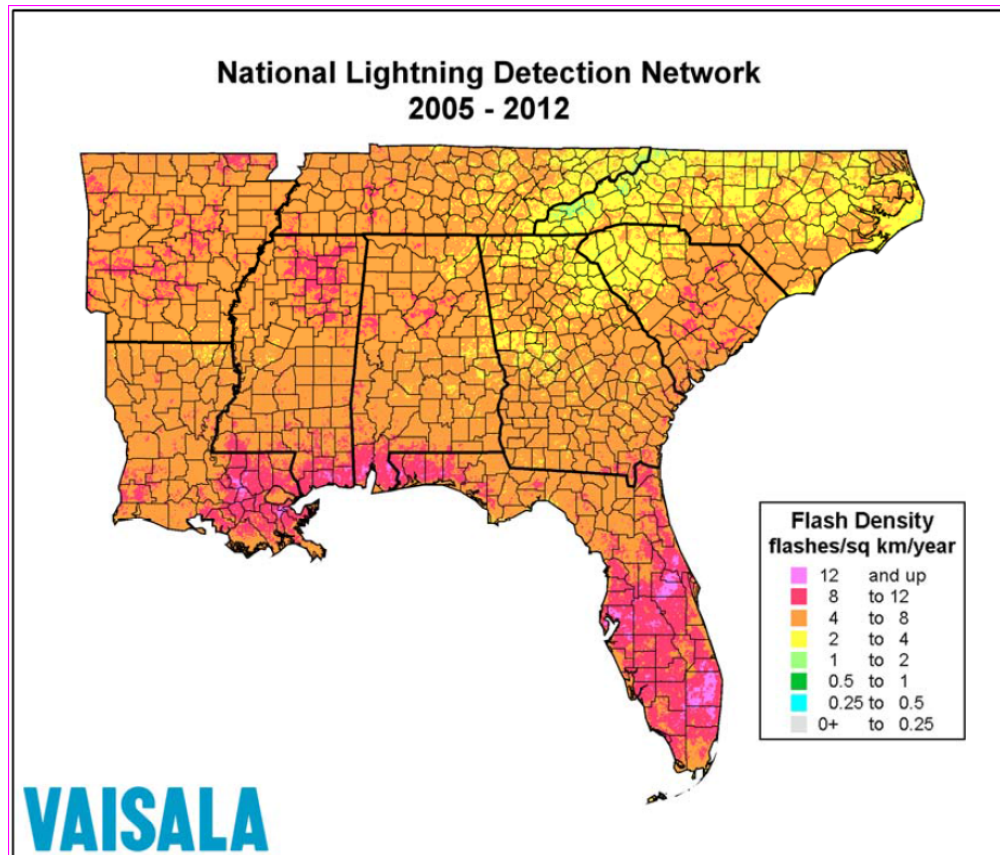 National Lightning Detection Network
2005 - 2012
Flash Density
flashes/sq km/year
12 and up
8 to 12
4 to 8
2 to 4
1 to 2
0.5 to 1
0.25 to 0.5
0+ to 0.25
VAISALA